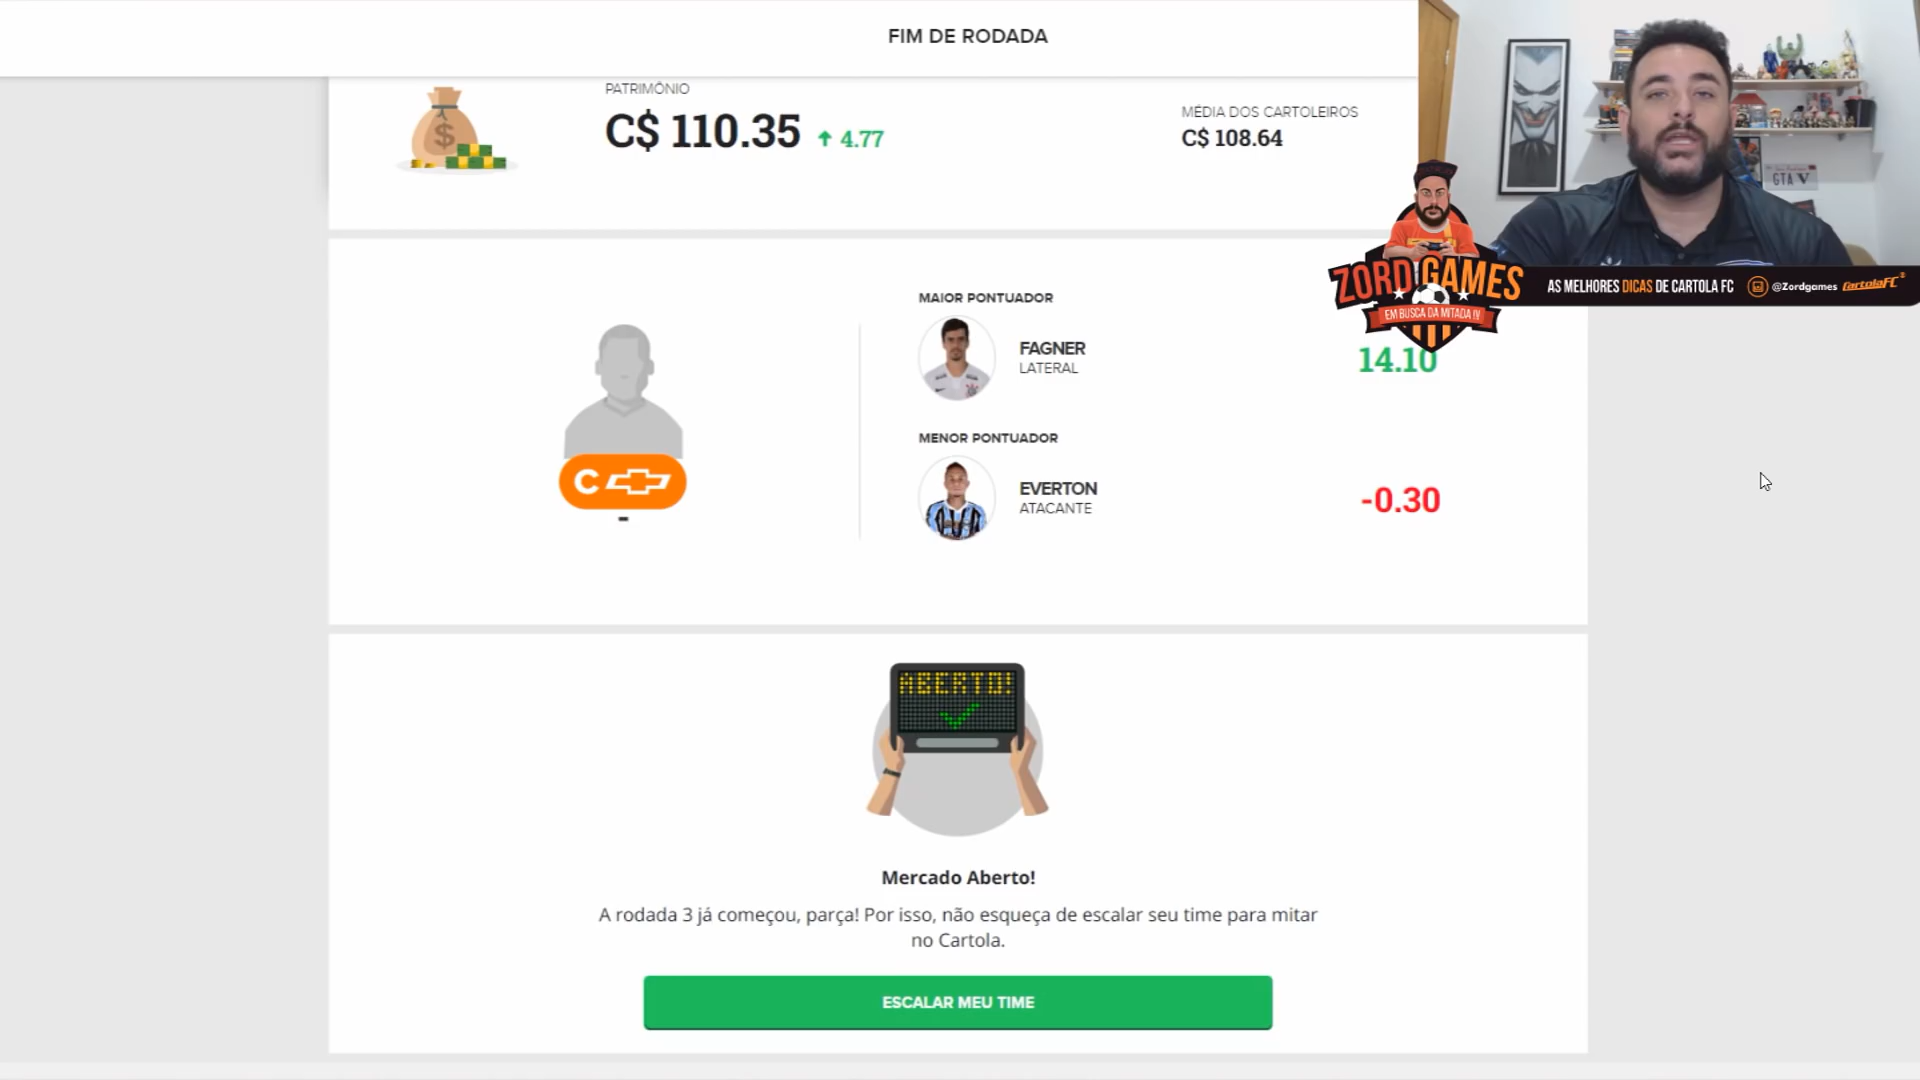 FIM DE RODADA
PATRIMÔNIO
C$ 110.35 4.77
MÉDIA DOS CARTOLEIROS
C$ 108.64
GTA V
ZORD GAMES
EM BUSCA DA MITADA !!!
AS MELHORES DICAS DE CARTOLA FC @Zordgames CartolaFC
MAIOR PONTUADOR
FAGNER
LATERAL
14.10
MENOR PONTUADOR
EVERTON
ATACANTE
-0.30
C
-
ABERTO!
Mercado Aberto!
A rodada 3 já começou, parça! Por isso, não esqueça de escalar seu time para mitar
no Cartola.
ESCALAR MEU TIME